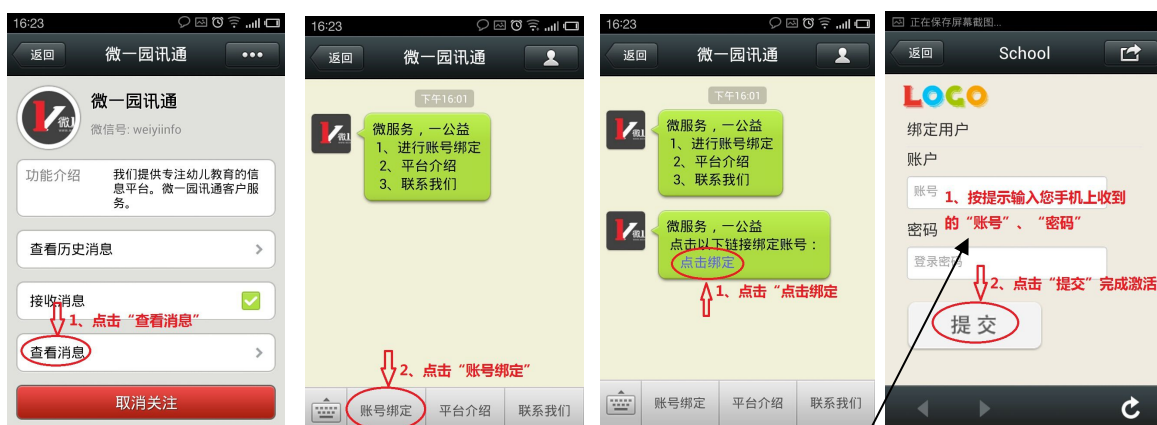 16:23
返回
微一园讯通
微一园讯通
微信号: weiyiinfo
功能介绍
我们提供专注幼儿教育的信
息平台。微一园讯通客户服
务。
查看历史消息
接收消息
1、点击“查看消息”
查看消息
取消关注
16:23
返回
微一园讯通
下午16:01
微1
微服务，一公益
1、进行账号绑定
2、平台介绍
3、联系我们
2、点击“账号绑定”
账号绑定
平台介绍
联系我们
16:23
返回
微一园讯通
下午16:01
微1
微服务，一公益
1、进行账号绑定
2、平台介绍
3、联系我们
微1
微服务，一公益
点击以下链接绑定账号：
点击绑定
1、点击“点击绑定
账号绑定
平台介绍
联系我们
正在保存屏幕截图...
返回
School
LOGO
绑定用户
账户
账号
1、按提示输入您手机上收到
的“账号”、“密码”
密码
登录密码
2、点击“提交”完成激活
提交